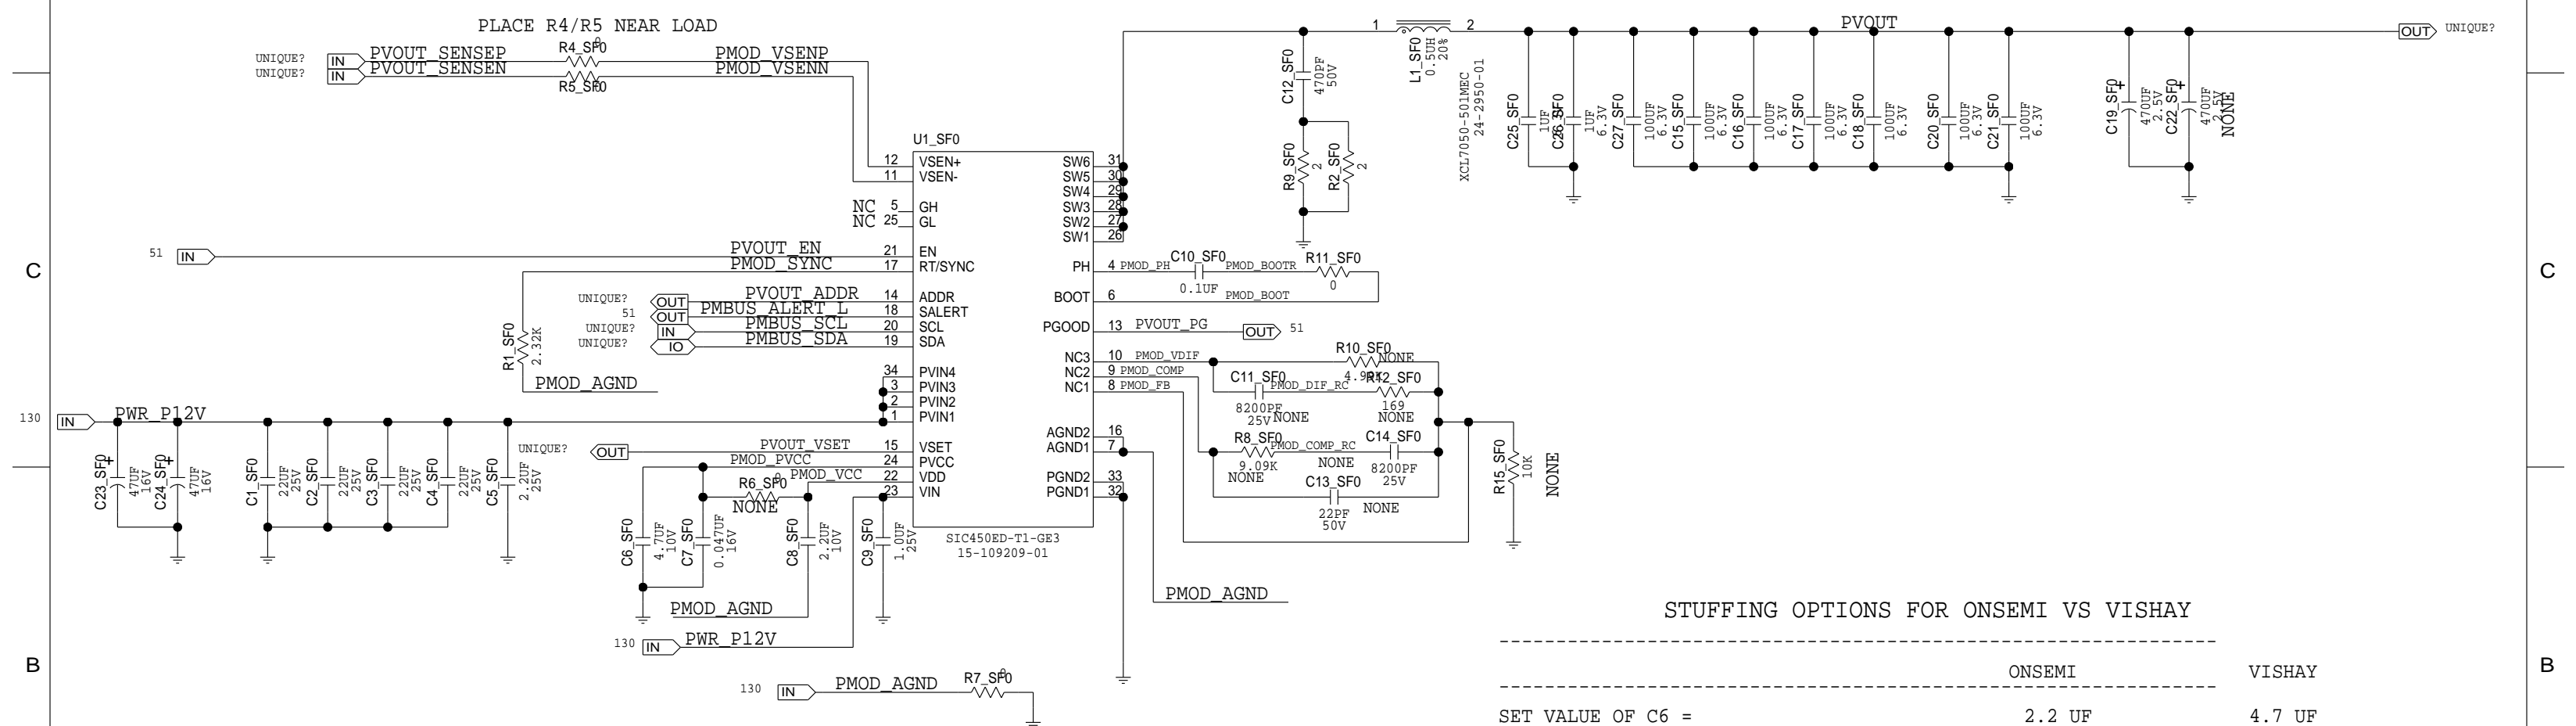 PLACE R4/R5 NEAR LOAD
UNIQUE? IN PVOUT_SENSEP R4_SF0 0 PMOD_VSENP
UNIQUE? IN PVOUT_SENSEN R5_SF0 0 PMOD_VSENN
1 L1_SF0 0.5UH 20% 2
XCL7050-501MEC
24-2950-01
PVOUT
OUT UNIQUE?
C12_SF0 470PF 50V
R9_SF0 2
R2_SF0 2
C25_SF0 1UF
C26_SF0 1UF 6.3V
C27_SF0 100UF 6.3V
C15_SF0 100UF 6.3V
C16_SF0 100UF 6.3V
C17_SF0 100UF 6.3V
C18_SF0 100UF 6.3V
C20_SF0 100UF 6.3V
C21_SF0 100UF 6.3V
C19_SF0 + 470UF 2.5V
C22_SF0 + 470UF 2.5V NONE
U1_SF0
12 VSEN+
11 VSEN-
NC 5 GH
NC 25 GL
51 IN PVOUT_EN 21 EN
PMOD_SYNC 17 RT/SYNC
UNIQUE? OUT PVOUT_ADDR 14 ADDR
51 OUT PMBUS_ALERT_L 18 SALERT
UNIQUE? IN PMBUS_SCL 20 SCL
UNIQUE? IO PMBUS_SDA 19 SDA
R1_SF0 2.32K
PMOD_AGND
34 PVIN4
3 PVIN3
2 PVIN2
130 IN PWR_P12V 1 PVIN1
UNIQUE? OUT PVOUT_VSET 15 VSET
PMOD_PVCC 24 PVCC
PMOD_VCC 22 VDD
23 VIN
SW6 31
SW5 30
SW4 29
SW3 28
SW2 27
SW1 26
PH 4 PMOD_PH C10_SF0 0.1UF PMOD_BOOTR R11_SF0 0
BOOT 6 PMOD_BOOT
PGOOD 13 PVOUT_PG OUT 51
NC3 10 PMOD_VDIF R10_SF0 NONE
NC2 9 PMOD_COMP
NC1 8 PMOD_FB
C11_SF0 PMOD_DIF_RC R12_SF0
8200PF 25V NONE
169 NONE
AGND2 16
AGND1 7
PGND2 33
PGND1 32
R8_SF0 PMOD_COMP_RC C14_SF0
9.09K NONE
NONE 8200PF 25V
C13_SF0
22PF 50V NONE
R15_SF0 10K NONE
C23_SF0 + 47UF 16V
C24_SF0 + 47UF 16V
C1_SF0 22UF 25V
C2_SF0 22UF 25V
C3_SF0 22UF 25V
C4_SF0 22UF 25V
C5_SF0 2.2UF 25V
R6_SF0 0 NONE
C6_SF0 4.7UF 10V
C7_SF0 0.047UF 16V
C8_SF0 2.2UF 10V
C9_SF0 1.0UF 25V
SIC450ED-T1-GE3
15-109209-01
PMOD_AGND
PMOD_AGND
130 IN PWR_P12V
130 IN PMOD_AGND R7_SF0 0
C
C
B
B
STUFFING OPTIONS FOR ONSEMI VS VISHAY
ONSEMI VISHAY
SET VALUE OF C6 = 2.2 UF 4.7 UF